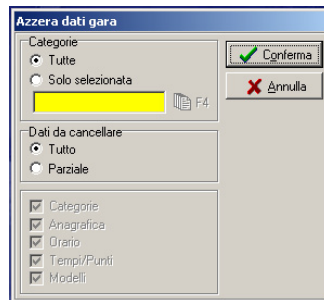 Azzera dati gara
Categorie
Tutte
Solo selezionata
F4
Conferma
Annulla
Dati da cancellare
Tutto
Parziale
Categorie
Anagrafica
Orario
Tempi/Punti
Modelli